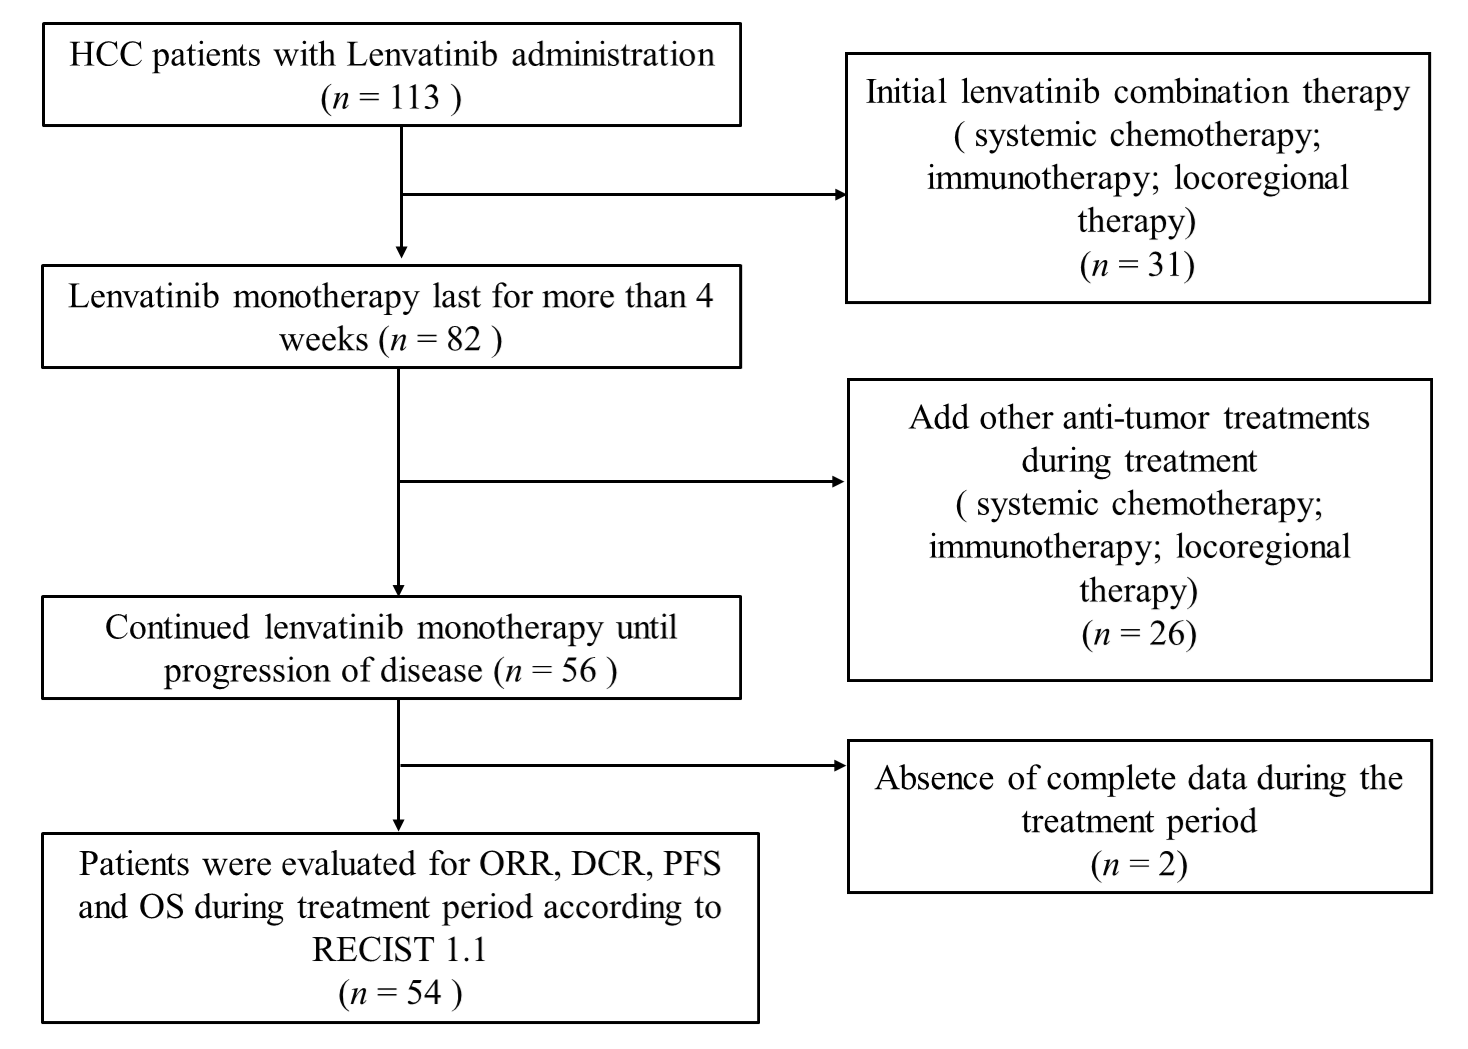 HCC patients with Lenvatinib administration
(n = 113 )
Initial lenvatinib combination therapy
( systemic chemotherapy;
immunotherapy; locoregional
therapy)
(n = 31)
Lenvatinib monotherapy last for more than 4
weeks (n = 82 )
Add other anti-tumor treatments
during treatment
( systemic chemotherapy;
immunotherapy; locoregional
therapy)
(n = 26)
Continued lenvatinib monotherapy until
progression of disease (n = 56 )
Absence of complete data during the
treatment period
(n = 2)
Patients were evaluated for ORR, DCR, PFS
and OS during treatment period according to
RECIST 1.1
(n = 54 )